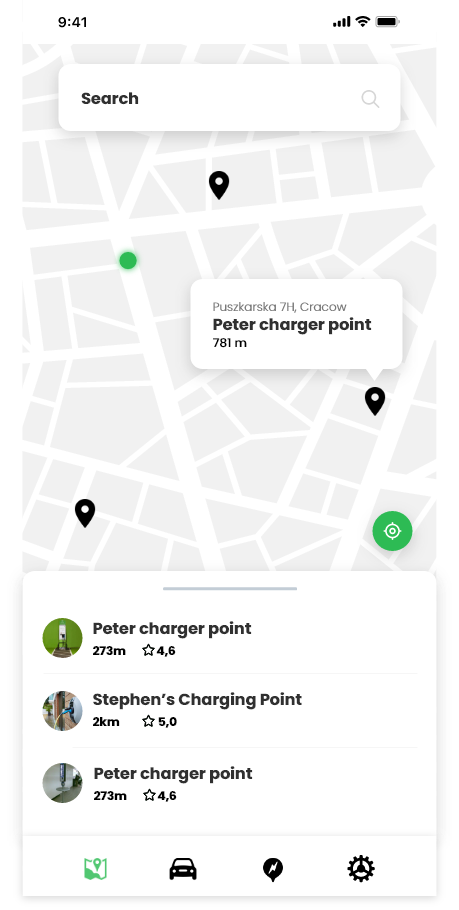 9:41
Search
Puszkarska 7H, Cracow
Peter charger point
781 m
Peter charger point
273m 4,6
Stephen’s Charging Point
2km 5,0
Peter charger point
273m 4,6